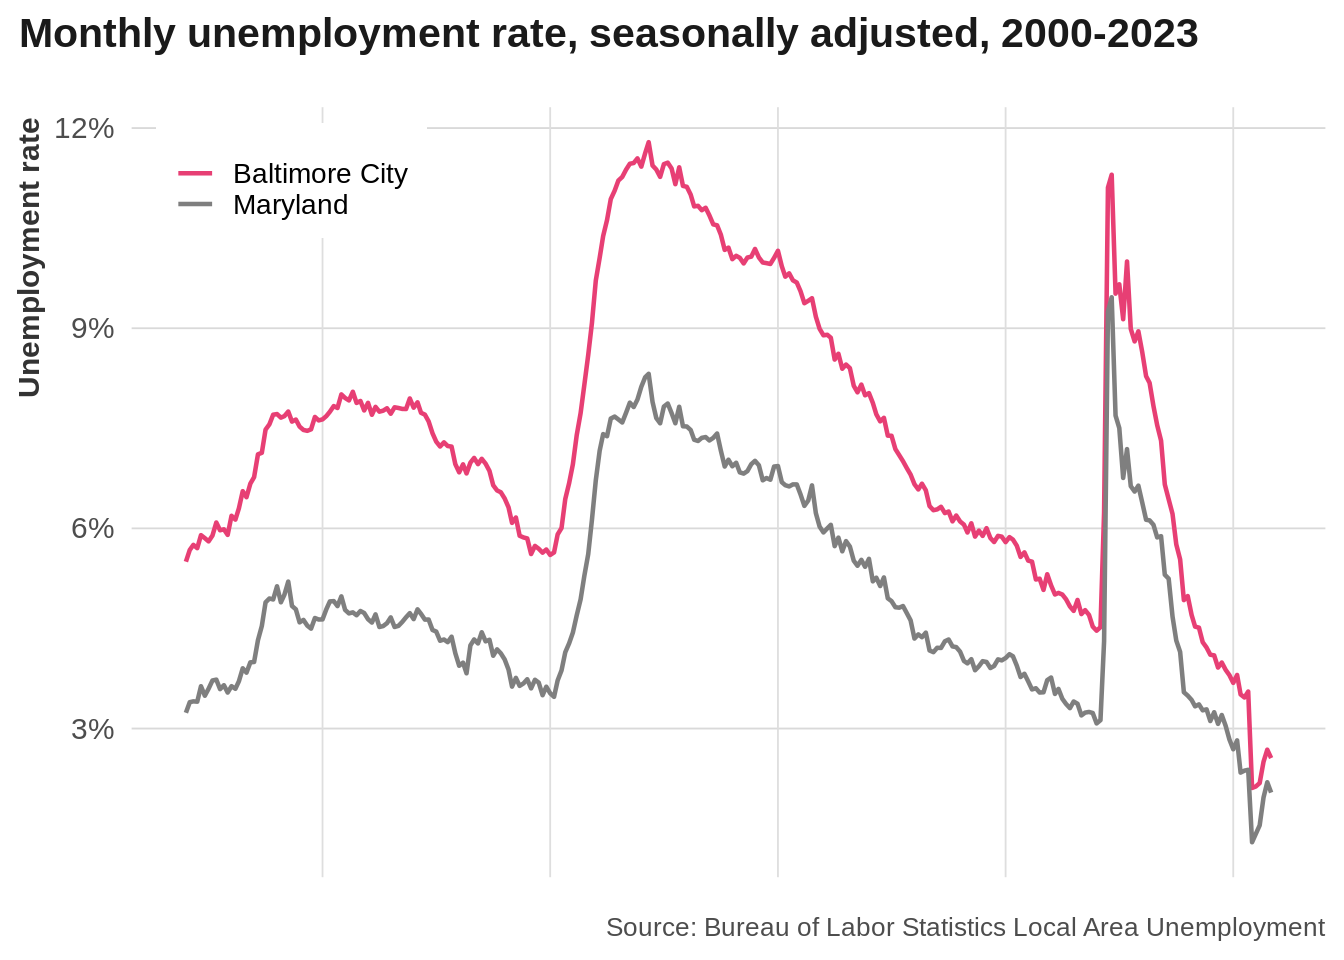 Monthly unemployment rate, seasonally adjusted, 2000-2023
Unemployment rate
12%
9%
6%
3%
Baltimore City
Maryland
Source: Bureau of Labor Statistics Local Area Unemployment